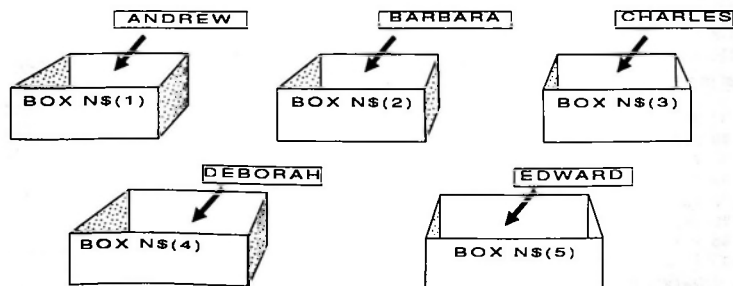 ANDREW
BARBARA
CHARLES
BOX N$(1)
BOX N$(2)
BOX N$(3)
DEBORAH
EDWARD
BOX N$(4)
BOX N$(5)